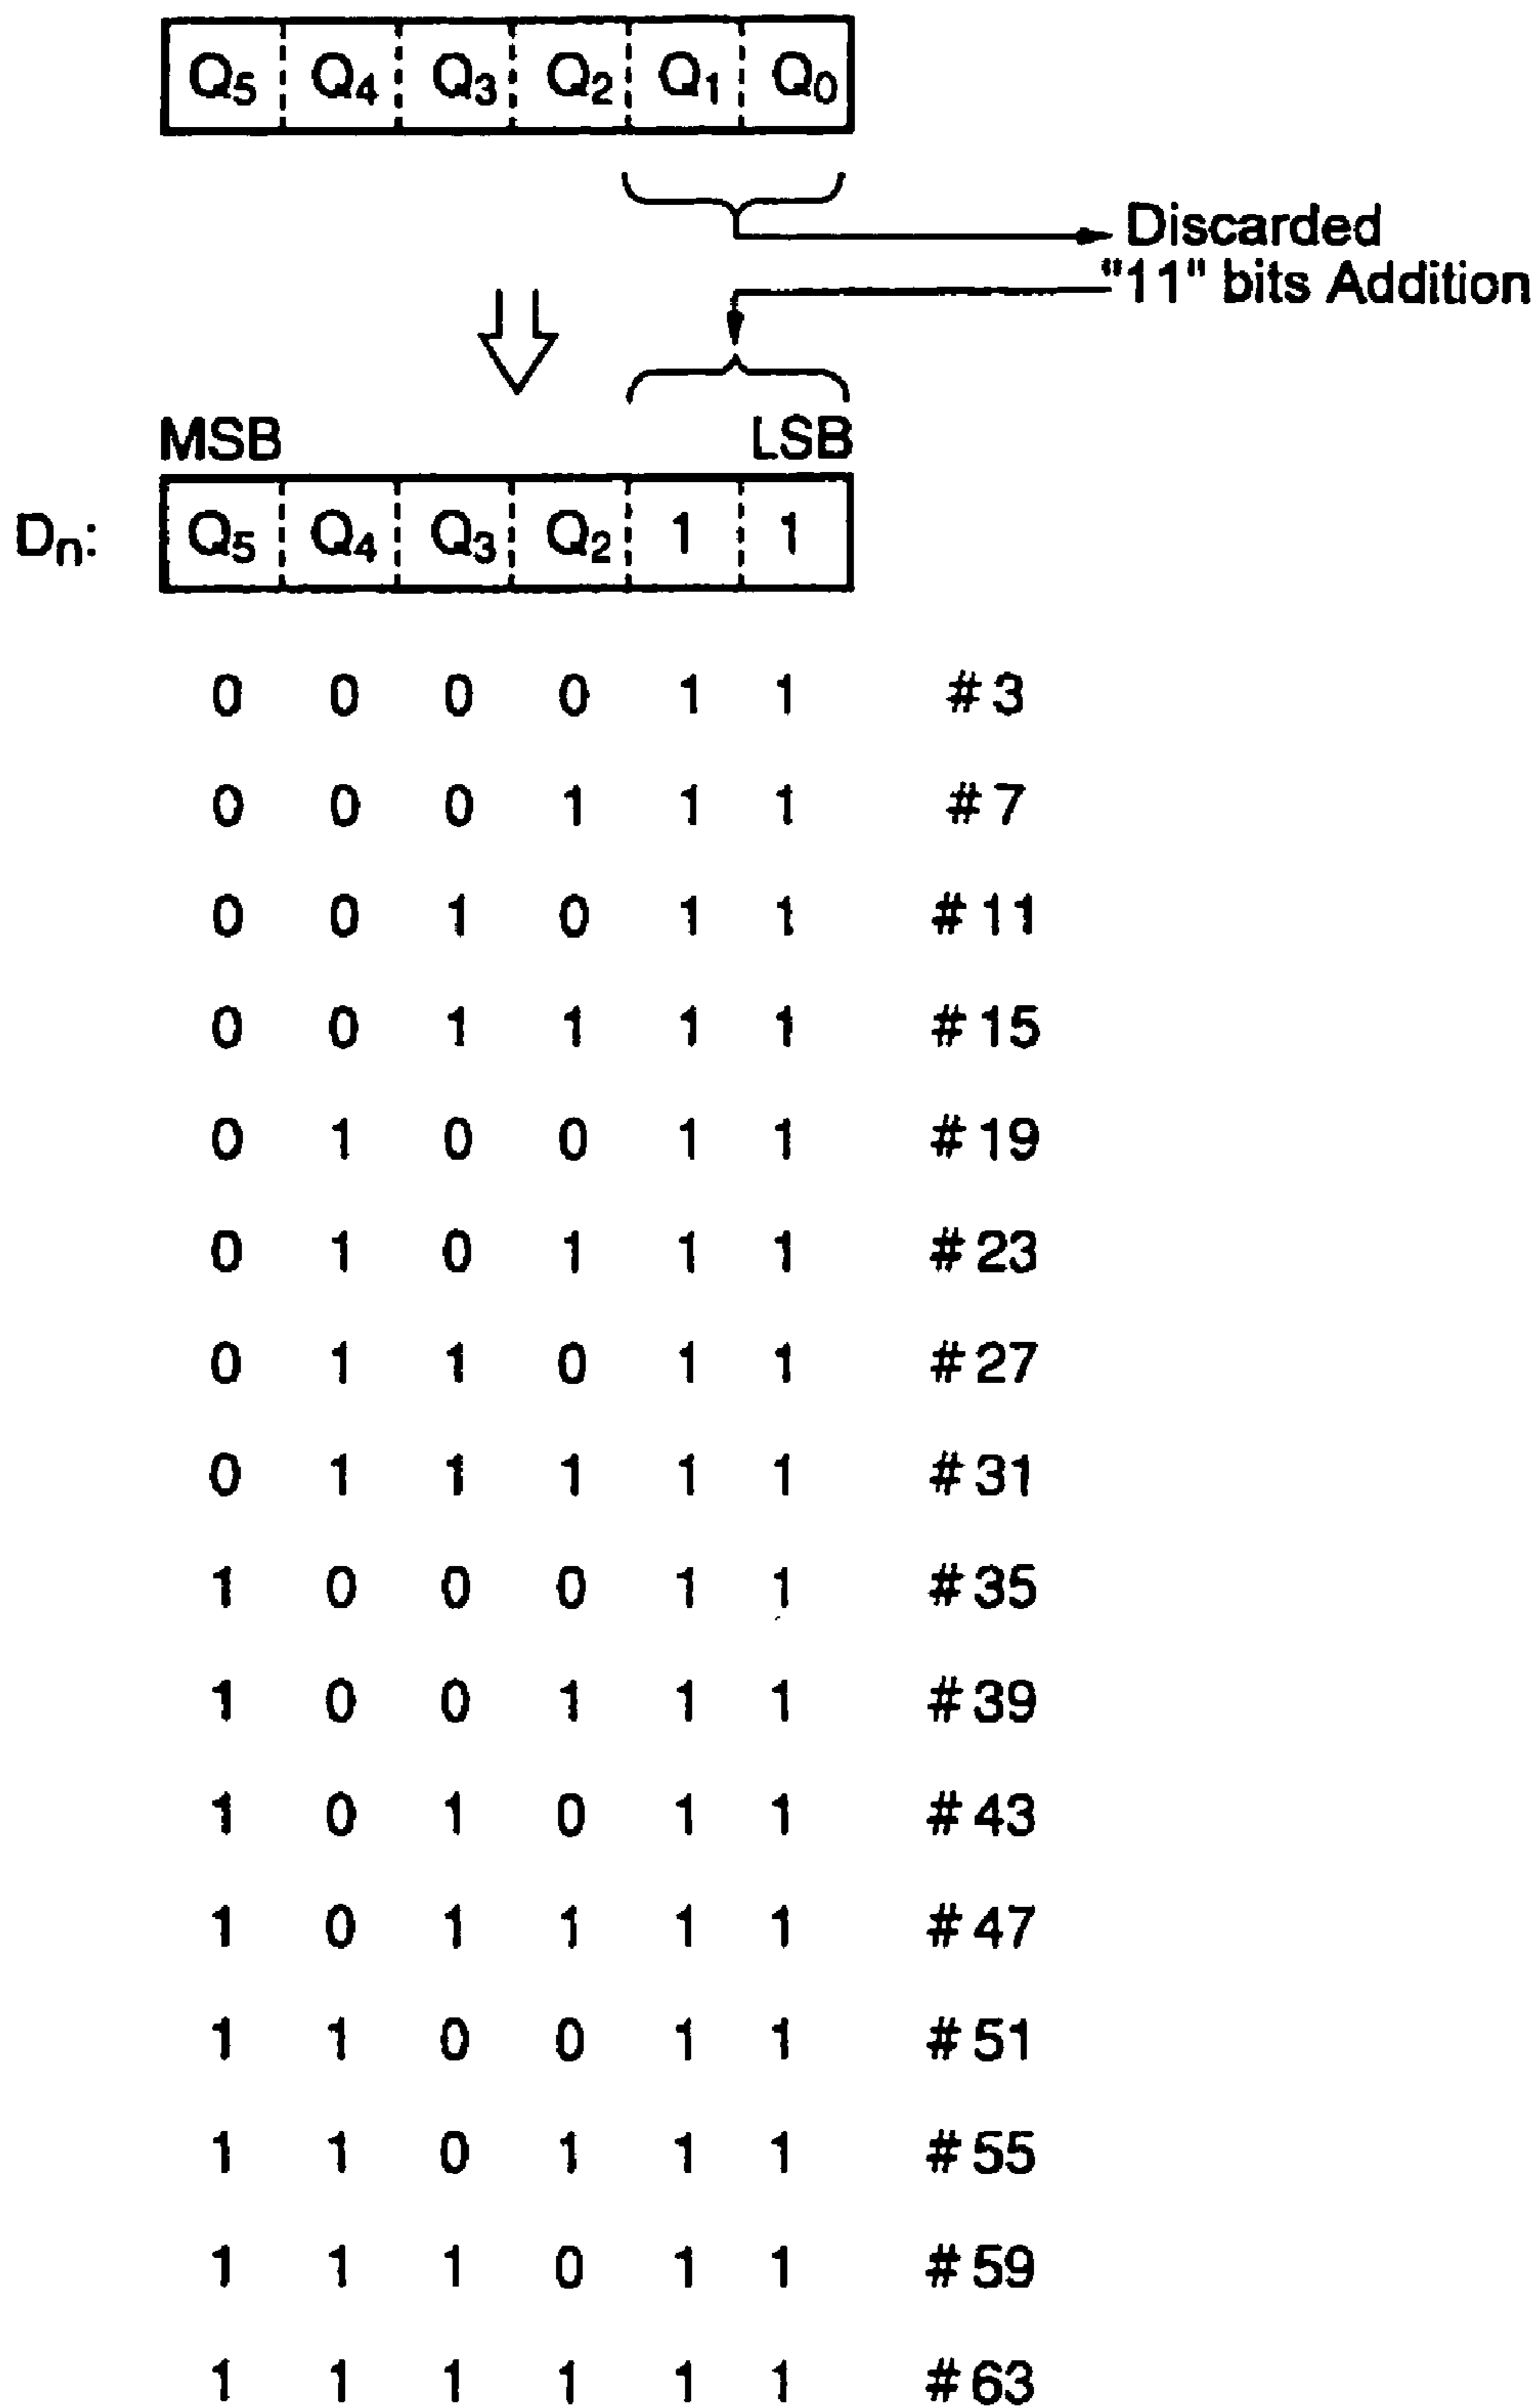 Q5 Q4 Q3 Q2 Q1 Q0
Discarded
"11" bits Addition
MSB LSB
Dn: Q5 Q4 Q3 Q2 1 1
0 0 0 0 1 1 #3
0 0 0 1 1 1 #7
0 0 1 0 1 1 #11
0 0 1 1 1 1 #15
0 1 0 0 1 1 #19
0 1 0 1 1 1 #23
0 1 1 0 1 1 #27
0 1 1 1 1 1 #31
1 0 0 0 1 1 #35
1 0 0 1 1 1 #39
1 0 1 0 1 1 #43
1 0 1 1 1 1 #47
1 1 0 0 1 1 #51
1 1 0 1 1 1 #55
1 1 1 0 1 1 #59
1 1 1 1 1 1 #63